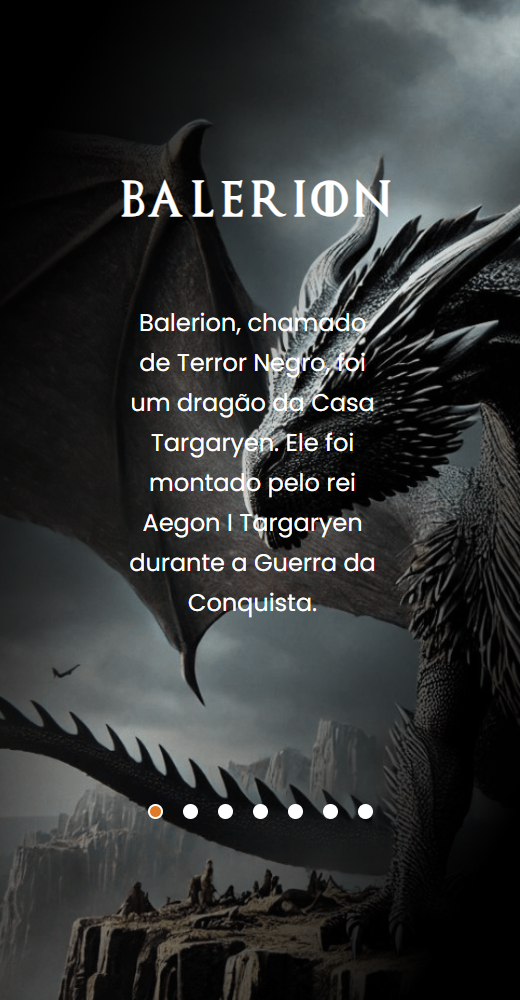 BALERION
Balerion, chamado
de Terror Negro, foi
um dragão da Casa
Targaryen. Ele foi
montado pelo rei
Aegon I Targaryen
durante a Guerra da
Conquista.